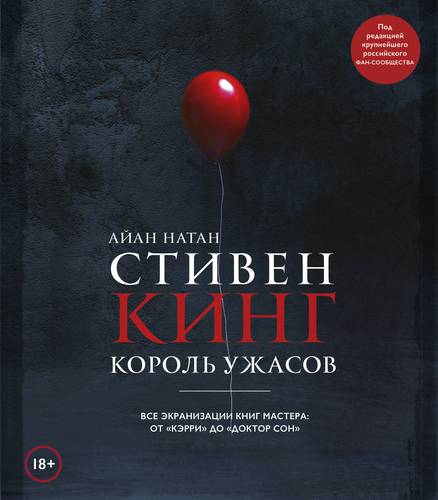 Под
редакцией
крупнейшего
российского
ФАН-СООБЩЕСТВА
АЙАН НАТАН
СТИВЕН
КИНГ
КОРОЛЬ УЖАСОВ
ВСЕ ЭКРАНИЗАЦИИ КНИГ МАСТЕРА:
ОТ «КЭРРИ» ДО «ДОКТОР СОН»
18+